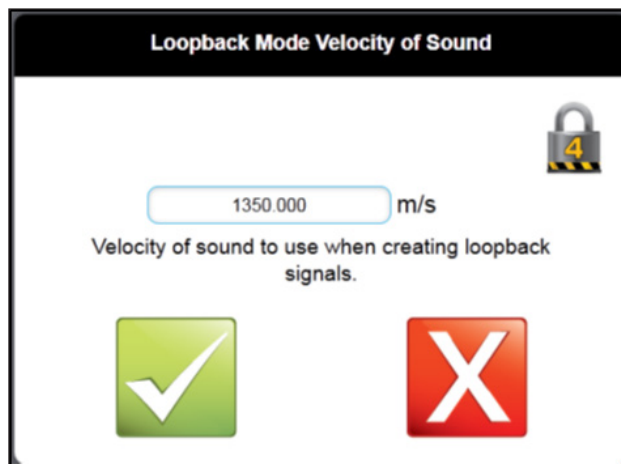 Loopback Mode Velocity of Sound
4
1350.000 m/s
Velocity of sound to use when creating loopback
signals.
X